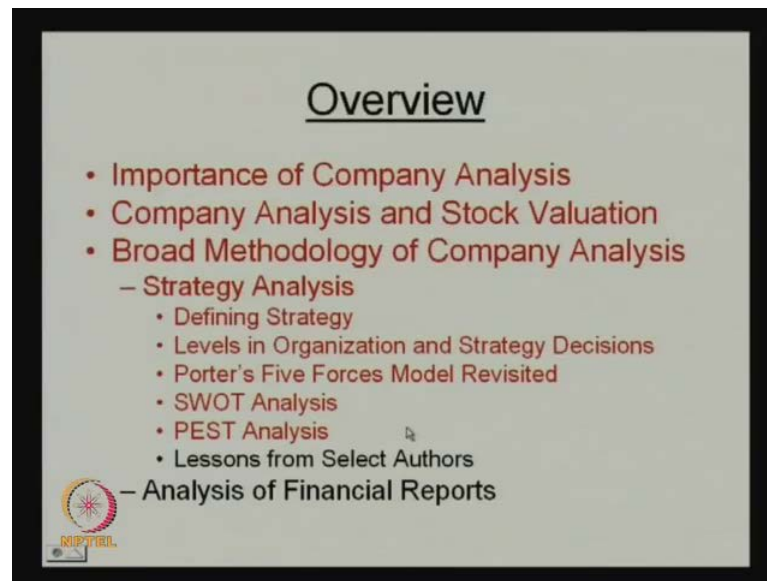 Overview
• Importance of Company Analysis
• Company Analysis and Stock Valuation
• Broad Methodology of Company Analysis
– Strategy Analysis
• Defining Strategy
• Levels in Organization and Strategy Decisions
• Porter's Five Forces Model Revisited
• SWOT Analysis
• PEST Analysis
• Lessons from Select Authors
– Analysis of Financial Reports
NPTEL